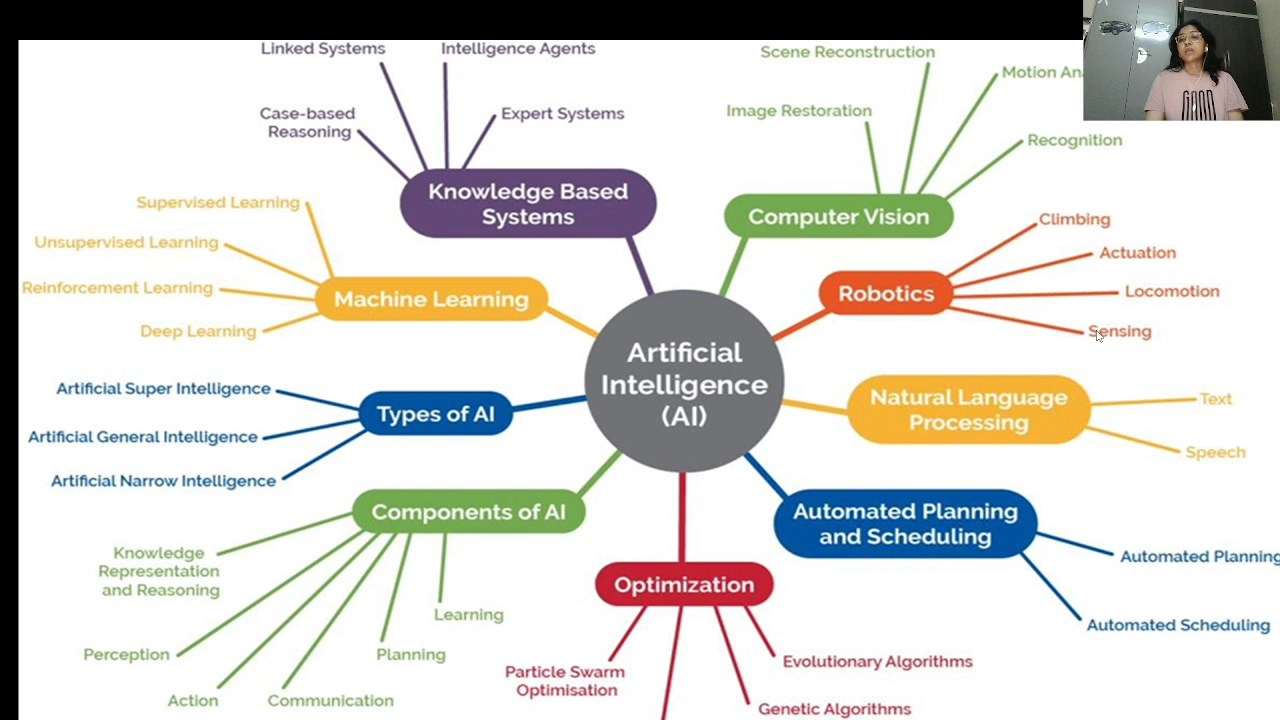 Linked Systems
Intelligence Agents
Case-based
Reasoning
Expert Systems
Knowledge Based
Systems
Scene Reconstruction
Motion
Image Restoration
Recognition
Computer Vision
Supervised Learning
Unsupervised Learning
Reinforcement Learning
Deep Learning
Machine Learning
Climbing
Actuation
Locomotion
Sensing
Robotics
Artificial
Intelligence
(AI)
Artificial Super Intelligence
Artificial General Intelligence
Artificial Narrow Intelligence
Types of AI
Natural Language
Processing
Text
Speech
Components of AI
Knowledge
Representation
and Reasoning
Perception
Action
Communication
Planning
Learning
Automated Planning
and Scheduling
Automated Planning
Automated Scheduling
Optimization
Particle Swarm
Optimisation
Evolutionary Algorithms
Genetic Algorithms